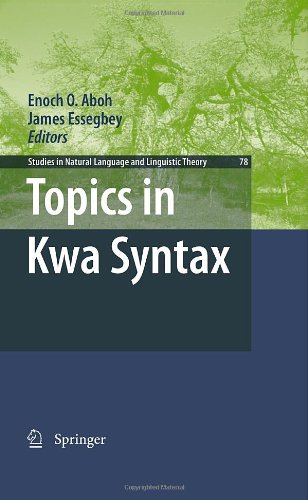 Enoch O. Aboh
James Essegbey
Editors
Studies in Natural Language and Linguistic Theory 78
Topics in
Kwa Syntax
Springer